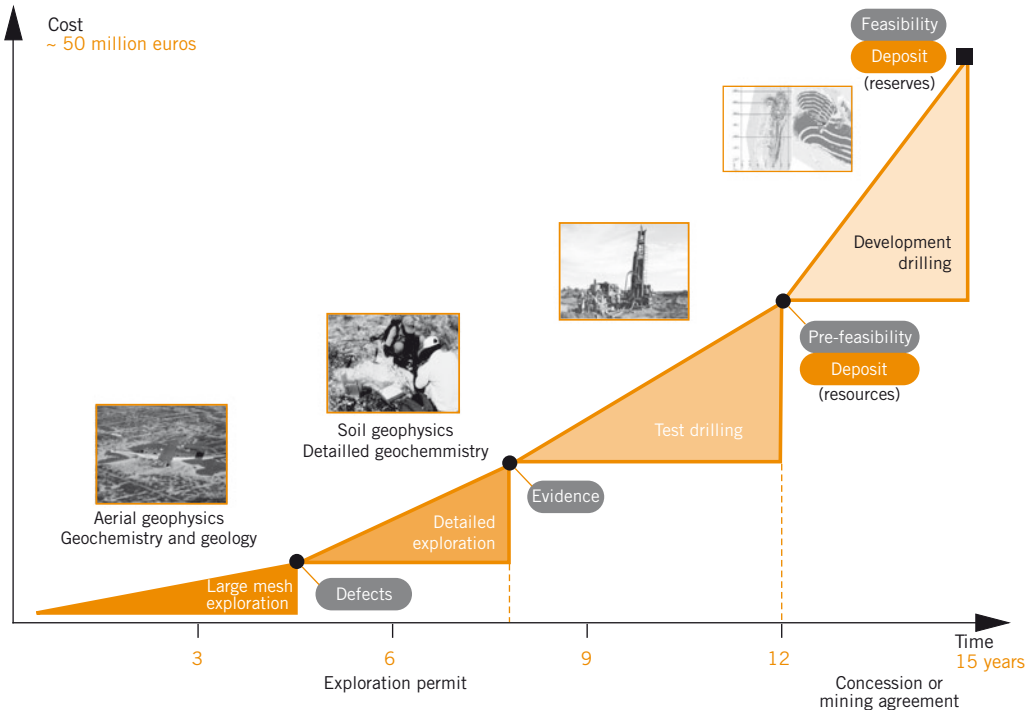 Cost
~ 50 million euros
Feasibility
Deposit
(reserves)
Development
drilling
Pre-feasibility
Deposit
(resources)
Test drilling
Soil geophysics
Detailled geochemmistry
Evidence
Detailed
exploration
Aerial geophysics
Geochemistry and geology
Large mesh
exploration
Defects
3
6
9
12
Time
15 years
Exploration permit
Concession or
mining agreement